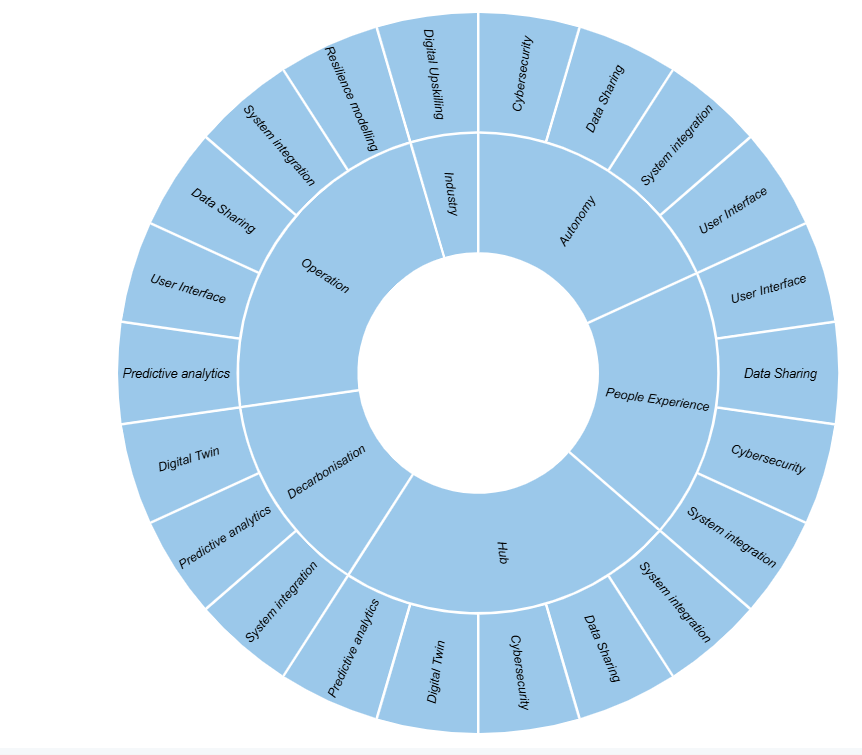 Cybersecurity
Data Sharing
System integration
User Interface
User Interface
Data Sharing
Cybersecurity
System integration
System integration
Data Sharing
Cybersecurity
Digital Twin
Predictive analytics
System integration
Predictive analytics
Digital Twin
Predictive analytics
User Interface
Data Sharing
System integration
Resilience modelling
Digital Upskilling
Autonomy
People Experience
Hub
Decarbonisation
Operation
Industry